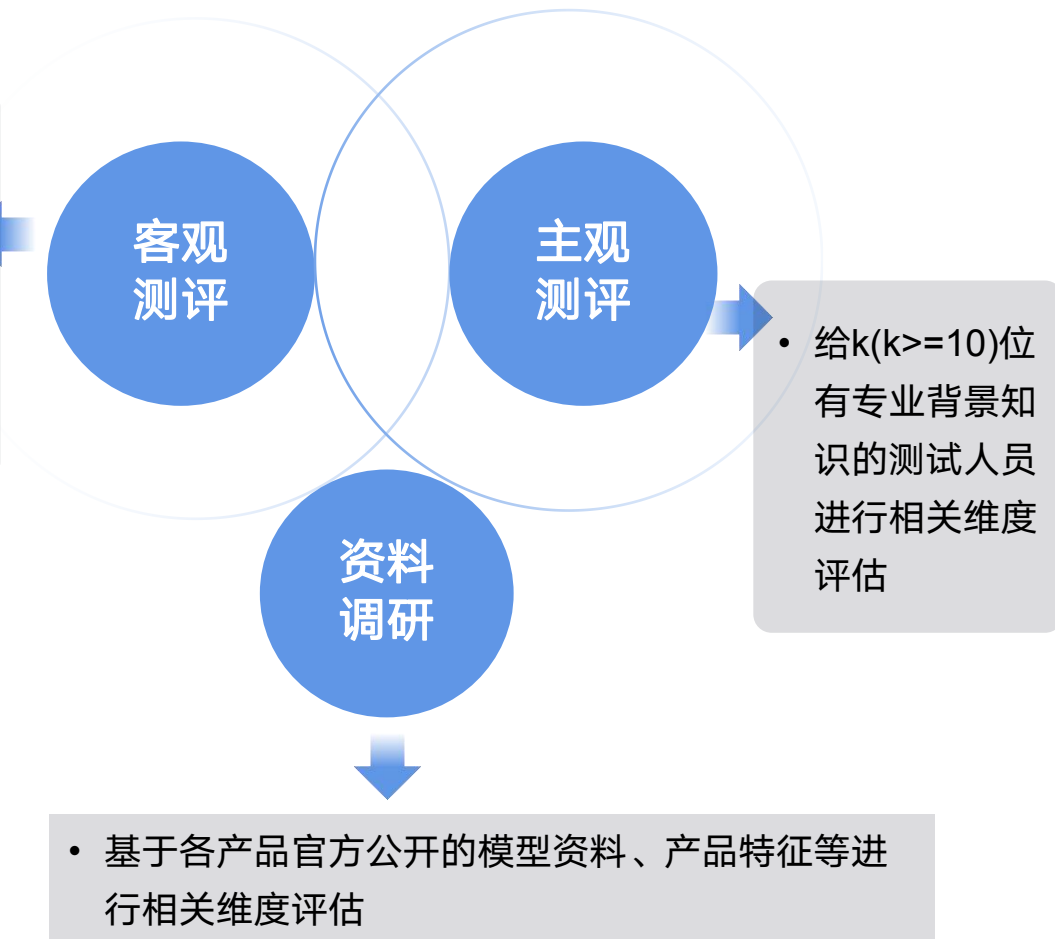 客观
测评
主观
测评
• 给k(k>=10)位
有专业背景知
识的测试人员
进行相关维度
评估
资料
调研
• 基于各产品官方公开的模型资料、产品特征等进
行相关维度评估